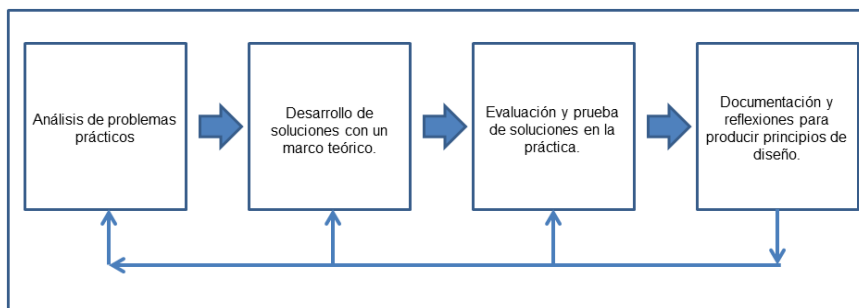 Análisis de problemas
prácticos
Desarrollo de
soluciones con un
marco teórico.
Evaluación y prueba
de soluciones en la
práctica.
Documentación y
reflexiones para
producir principios de
diseño.